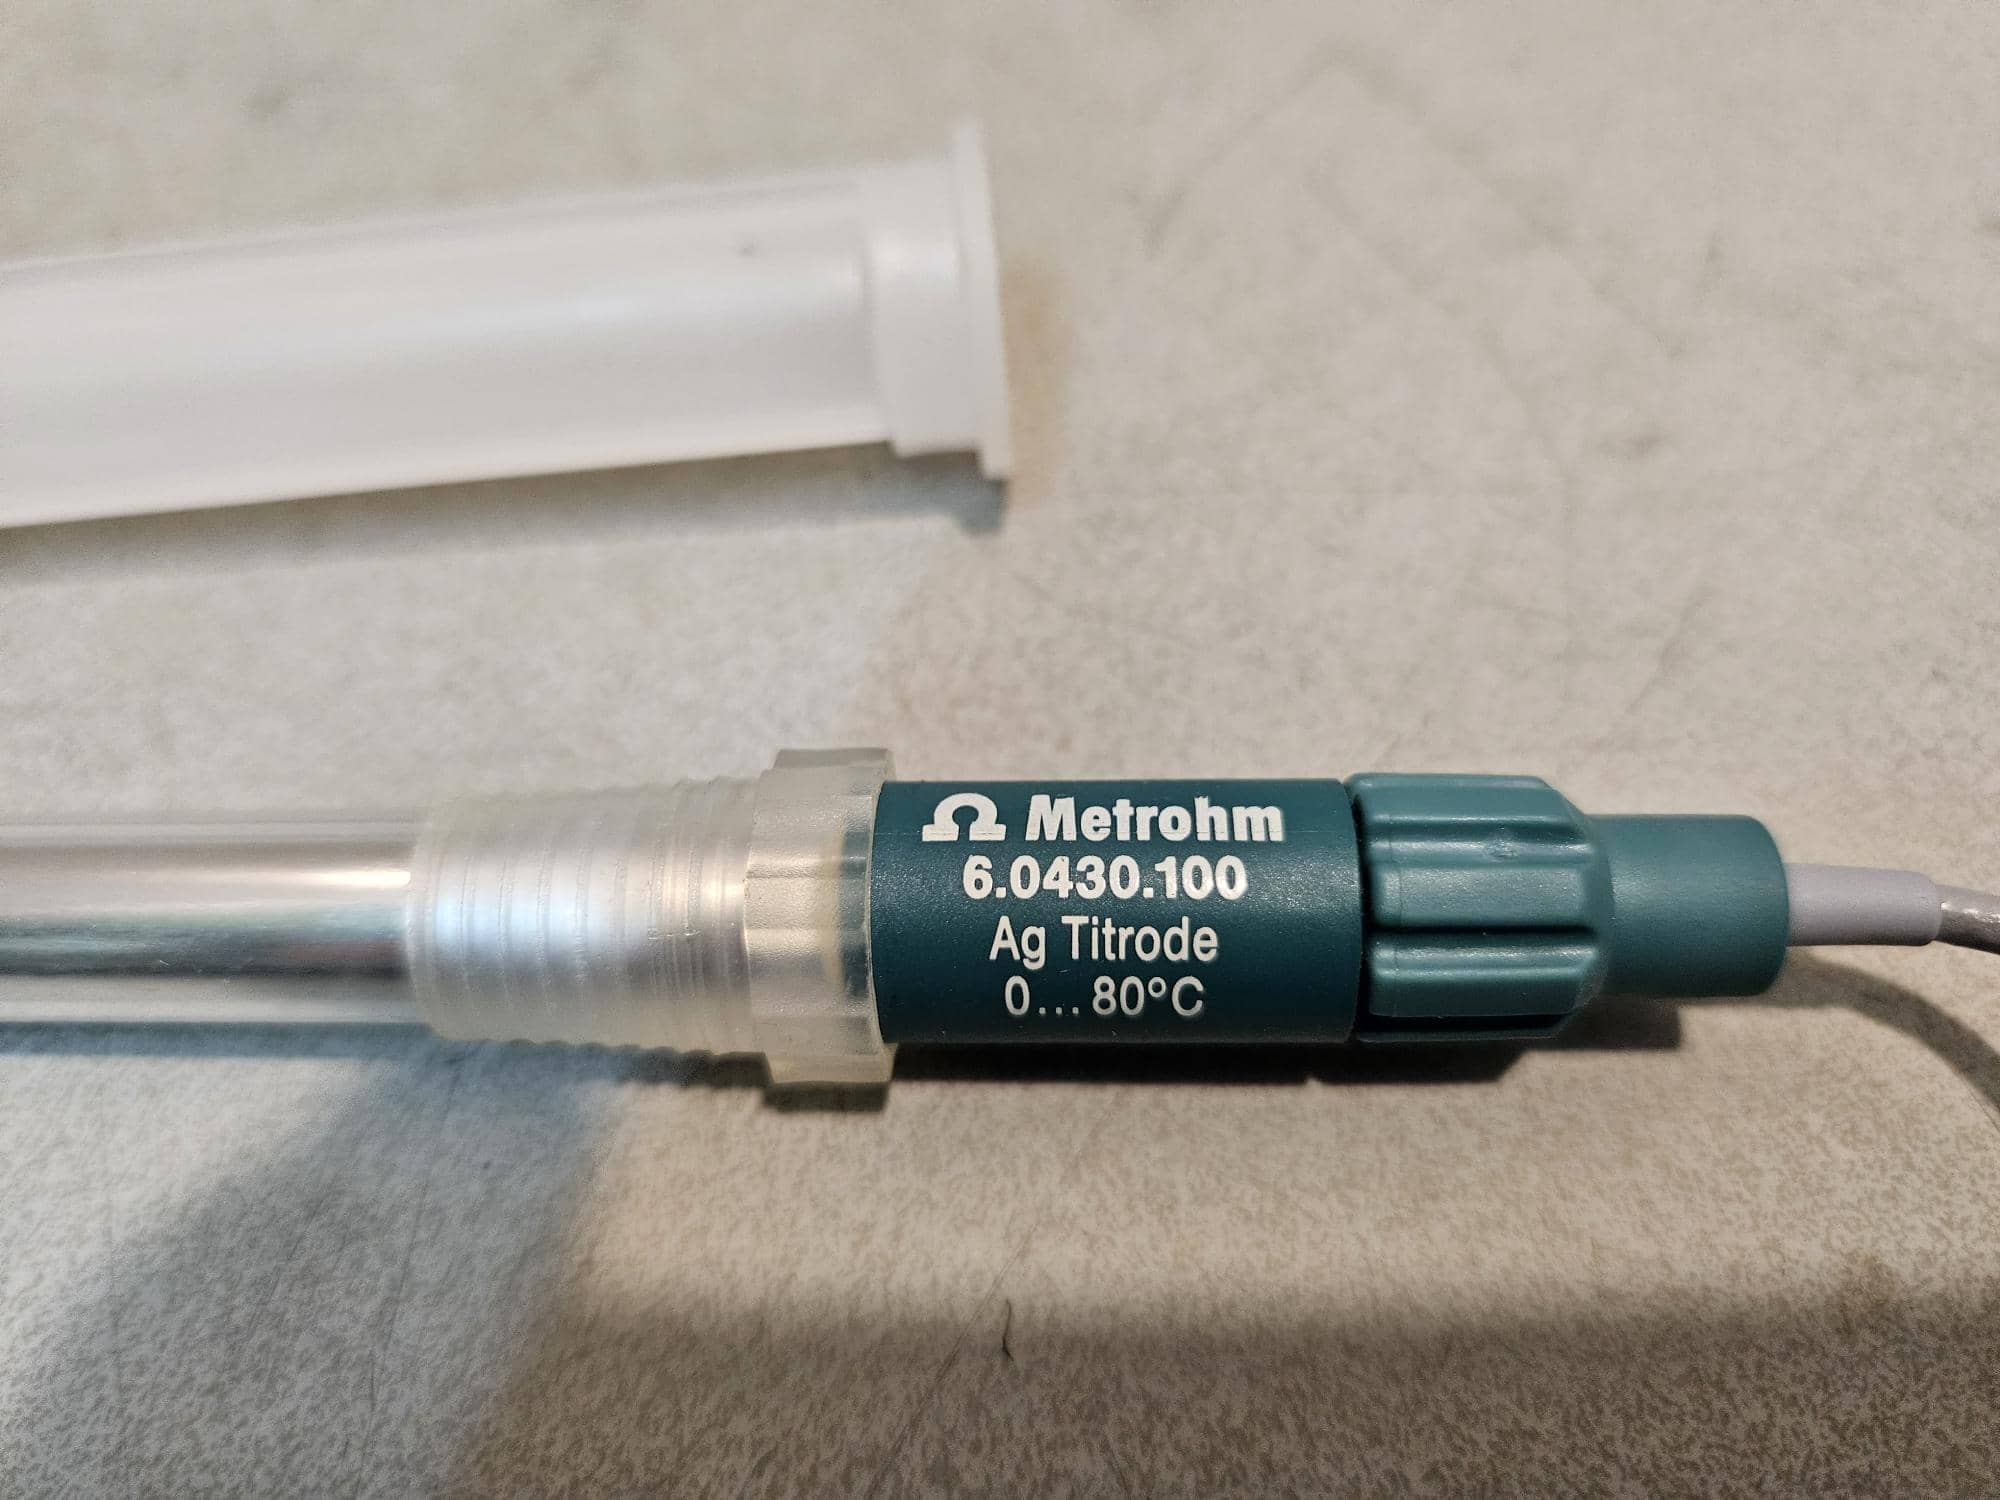 Ω Metrohm
6.0430.100
Ag Titrode
0...80°C